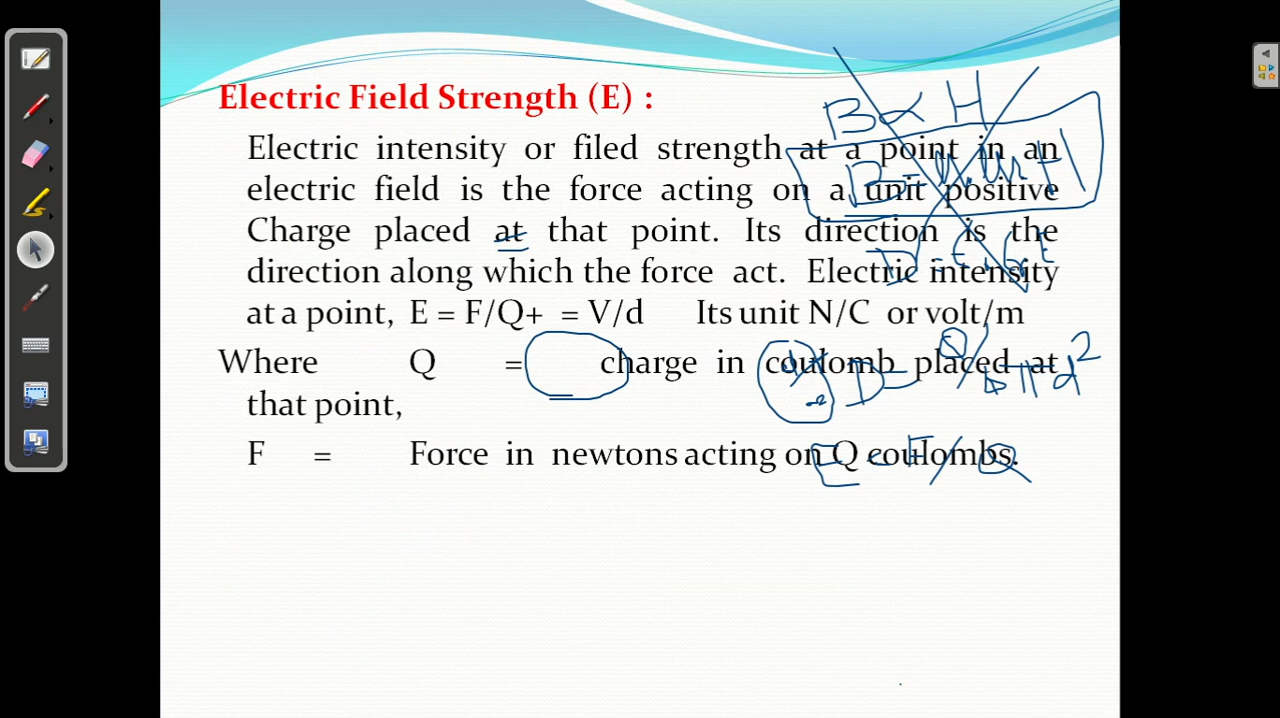 Electric Field Strength (E) :
B ∝ H
Electric intensity or filed strength at a point in an
electric field is the force acting on a unit positive
Charge placed at that point. Its direction is the
direction along which the force act. Electric intensity
at a point, E = F/Q+ = V/d Its unit N/C or volt/m
Where Q = charge in coulomb placed at
D = Q/4πd²
that point,
F = Force in newtons acting on Q coulombs.
E = F/Q